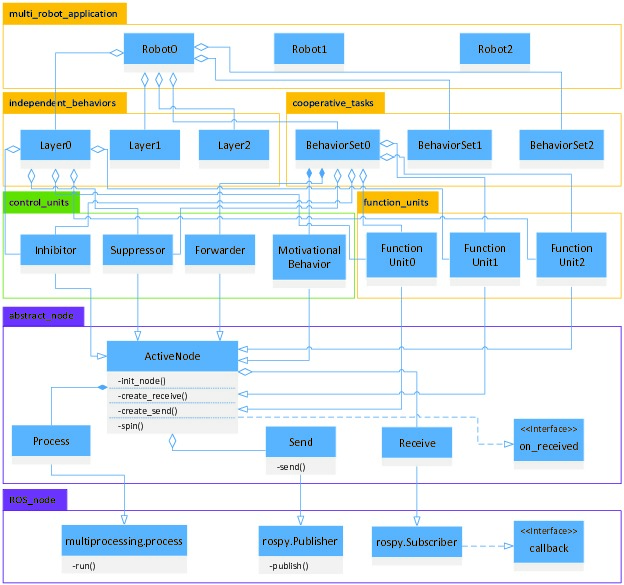 multi_robot_application
Robot0
Robot1
Robot2
independent_behaviors
cooperative_tasks
Layer0
Layer1
Layer2
BehaviorSet0
BehaviorSet1
BehaviorSet2
control_units
function_units
Inhibitor
Suppressor
Forwarder
Motivational
Behavior
Function
Unit0
Function
Unit1
Function
Unit2
abstract_node
ActiveNode
-init_node()
-create_receive()
-create_send()
-spin()
Process
Send
-send()
Receive
<<Interface>>
on_received
ROS_node
multiprocessing.process
-run()
rospy.Publisher
-publish()
rospy.Subscriber
<<Interface>>
callback